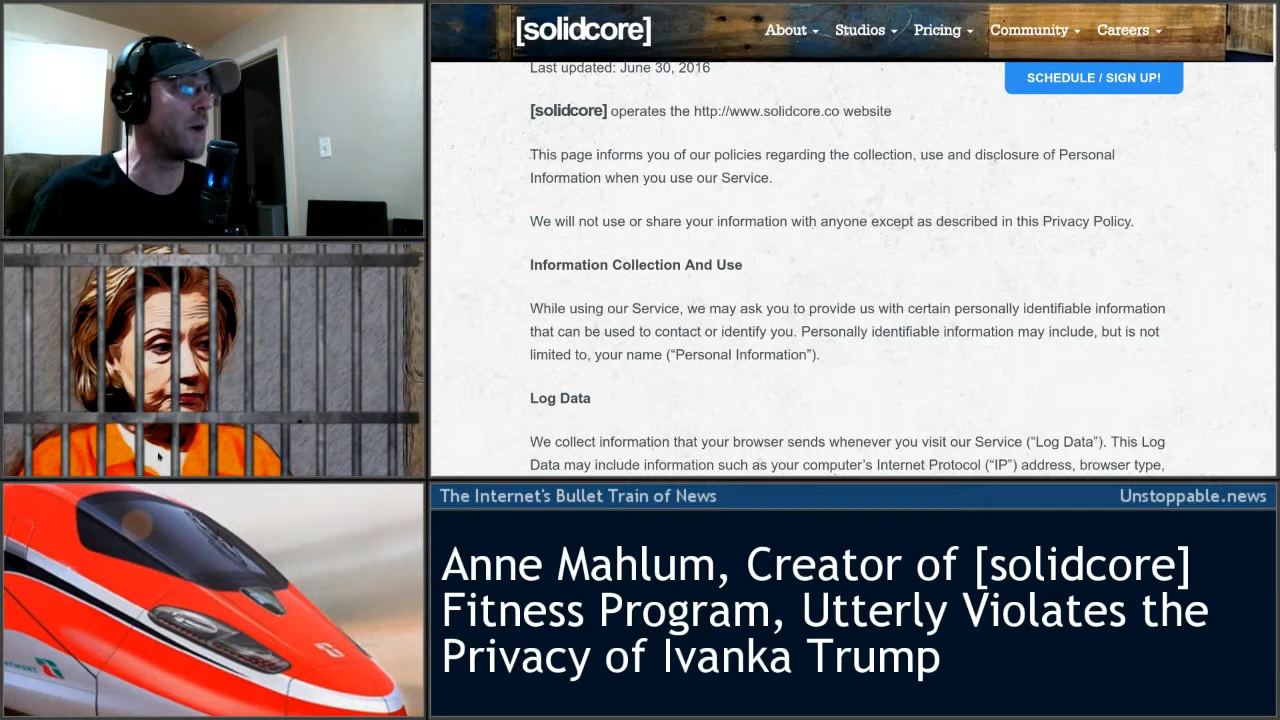 [solidcore]
About Studios Pricing Community Careers
Last updated: June 30, 2016
SCHEDULE / SIGN UP!
[solidcore] operates the http://www.solidcore.co website
This page informs you of our policies regarding the collection, use and disclosure of Personal
Information when you use our Service.
We will not use or share your information with anyone except as described in this Privacy Policy.
Information Collection And Use
While using our Service, we may ask you to provide us with certain personally identifiable information
that can be used to contact or identify you. Personally identifiable information may include, but is not
limited to, your name (“Personal Information”).
Log Data
We collect information that your browser sends whenever you visit our Service (“Log Data”). This Log
Data may include information such as your computer’s Internet Protocol (“IP”) address, browser type,
The Internet's Bullet Train of News
Unstoppable.news
Anne Mahlum, Creator of [solidcore]
Fitness Program, Utterly Violates the
Privacy of Ivanka Trump